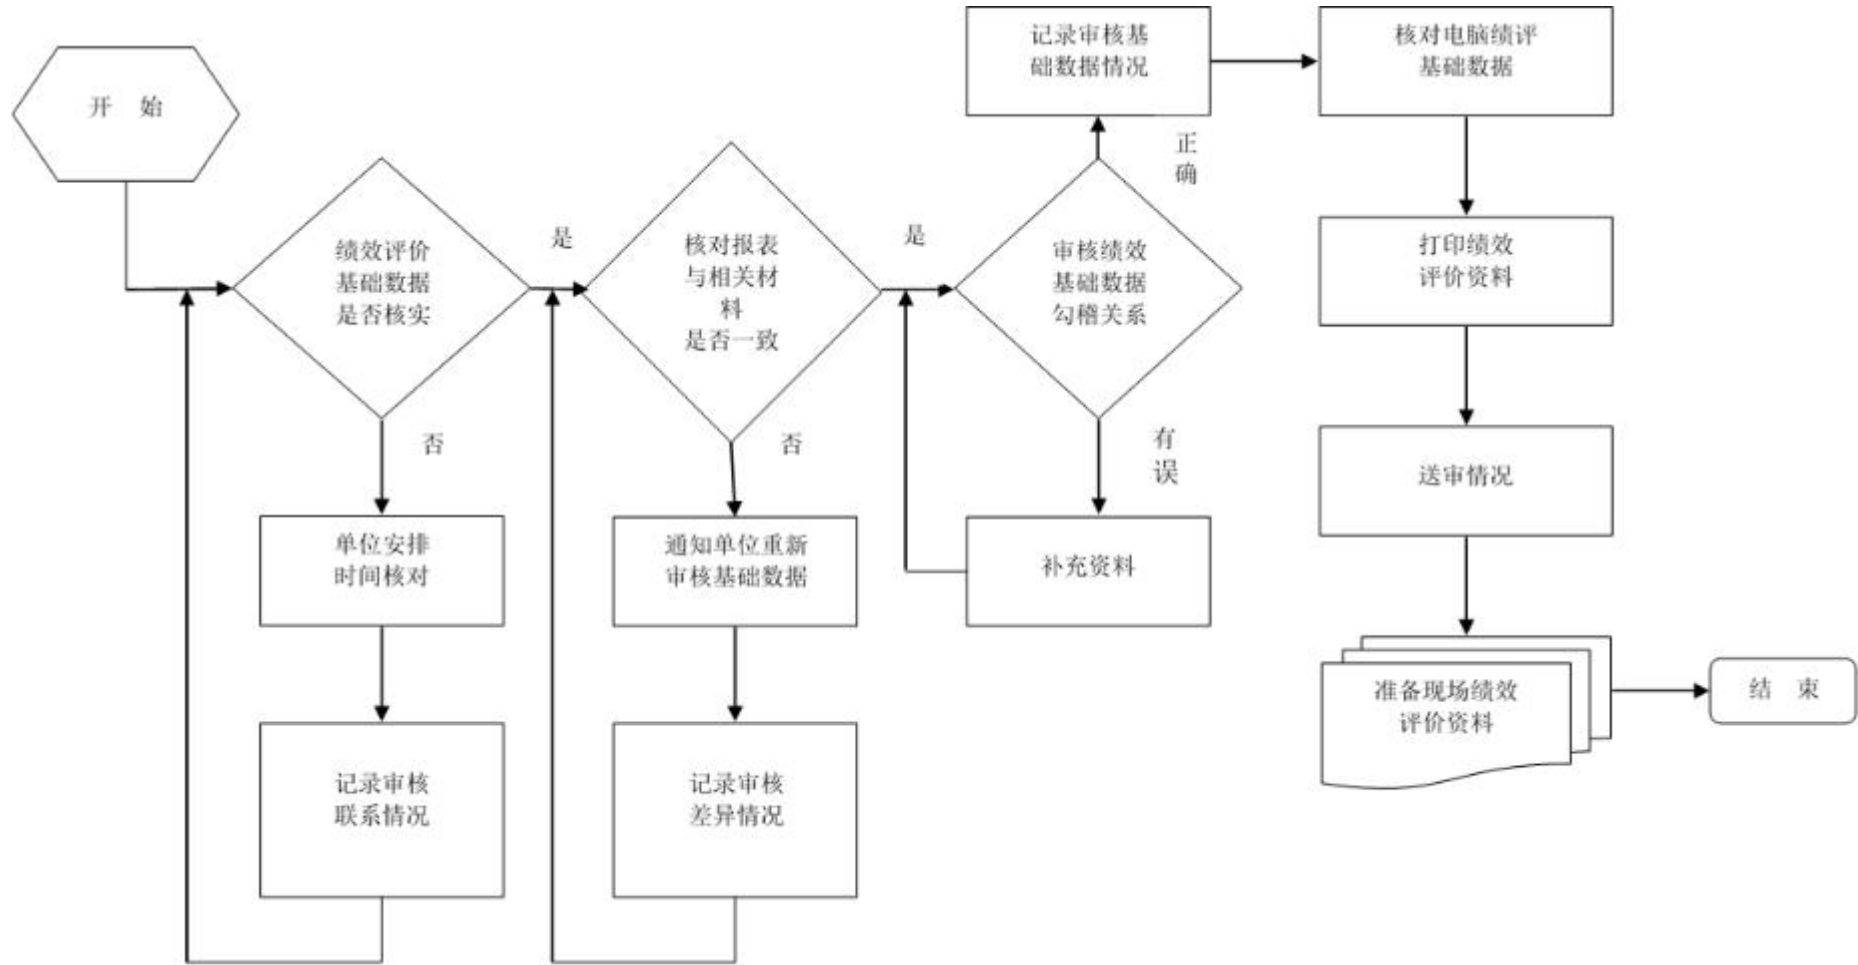 开 始
绩效评价
基础数据
是否核实
是
否
单位安排
时间核对
记录审核
联系情况
核对报表
与相关材
料
是否一致
是
否
通知单位重新
审核基础数据
记录审核
差异情况
审核绩效
基础数据
勾稽关系
正
确
有
误
补充资料
记录审核基
础数据情况
核对电脑绩评
基础数据
打印绩效
评价资料
送审情况
准备现场绩效
评价资料
结 束